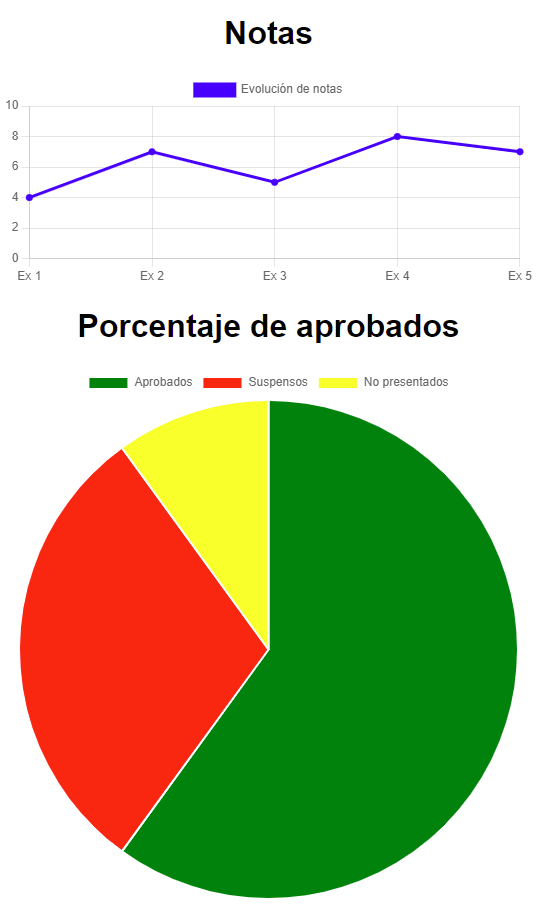 Notas
Evolución de notas
10
8
6
4
2
0
Ex 1 Ex 2 Ex 3 Ex 4 Ex 5
Porcentaje de aprobados
Aprobados Suspensos No presentados